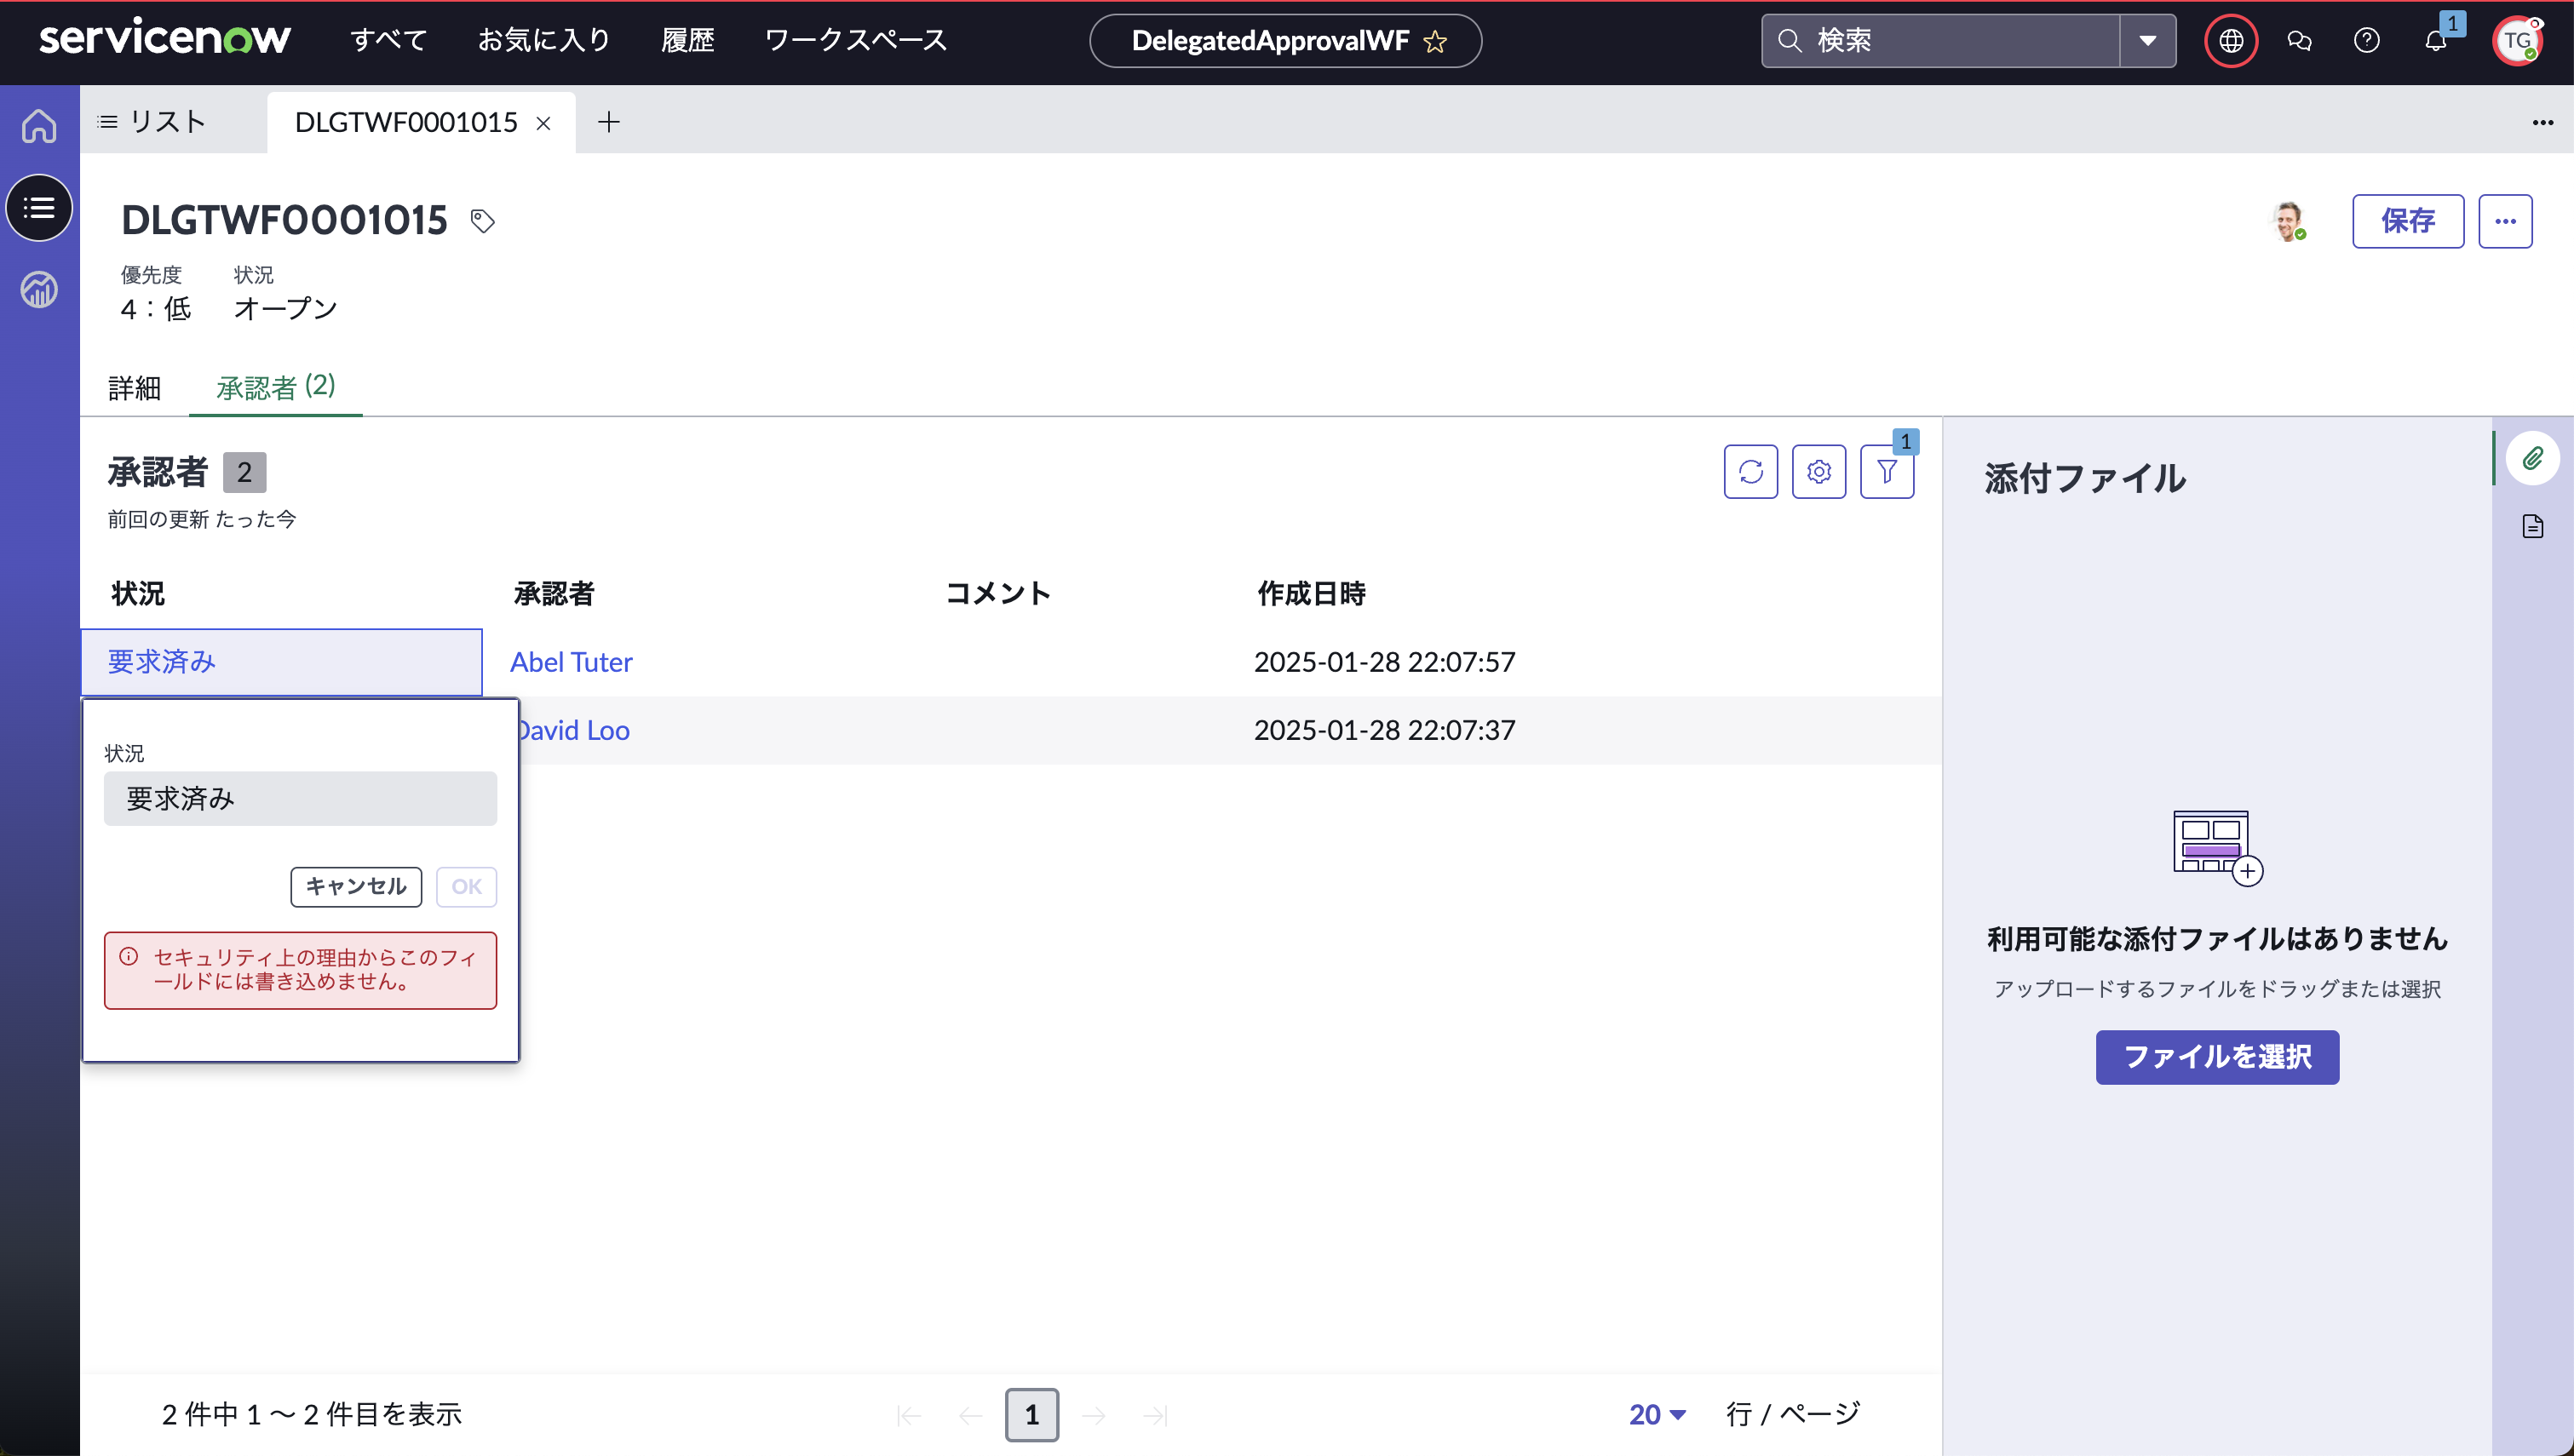 servicenow すべて お気に入り 履歴 ワークスペース DelegatedApprovalWF 検索 1 TG
リスト DLGTWF0001015
DLGTWF0001015 保存
優先度 状況
4：低 オープン
詳細 承認者 (2)
承認者 2 1
前回の更新 たった今
状況 承認者 コメント 作成日時
要求済み Abel Tuter 2025-01-28 22:07:57
David Loo 2025-01-28 22:07:37
状況
要求済み
キャンセル OK
セキュリティ上の理由からこのフィ
ールドには書き込めません。
2 件中 1 ～ 2 件目を表示 1 20 行 / ページ
添付ファイル
利用可能な添付ファイルはありません
アップロードするファイルをドラッグまたは選択
ファイルを選択